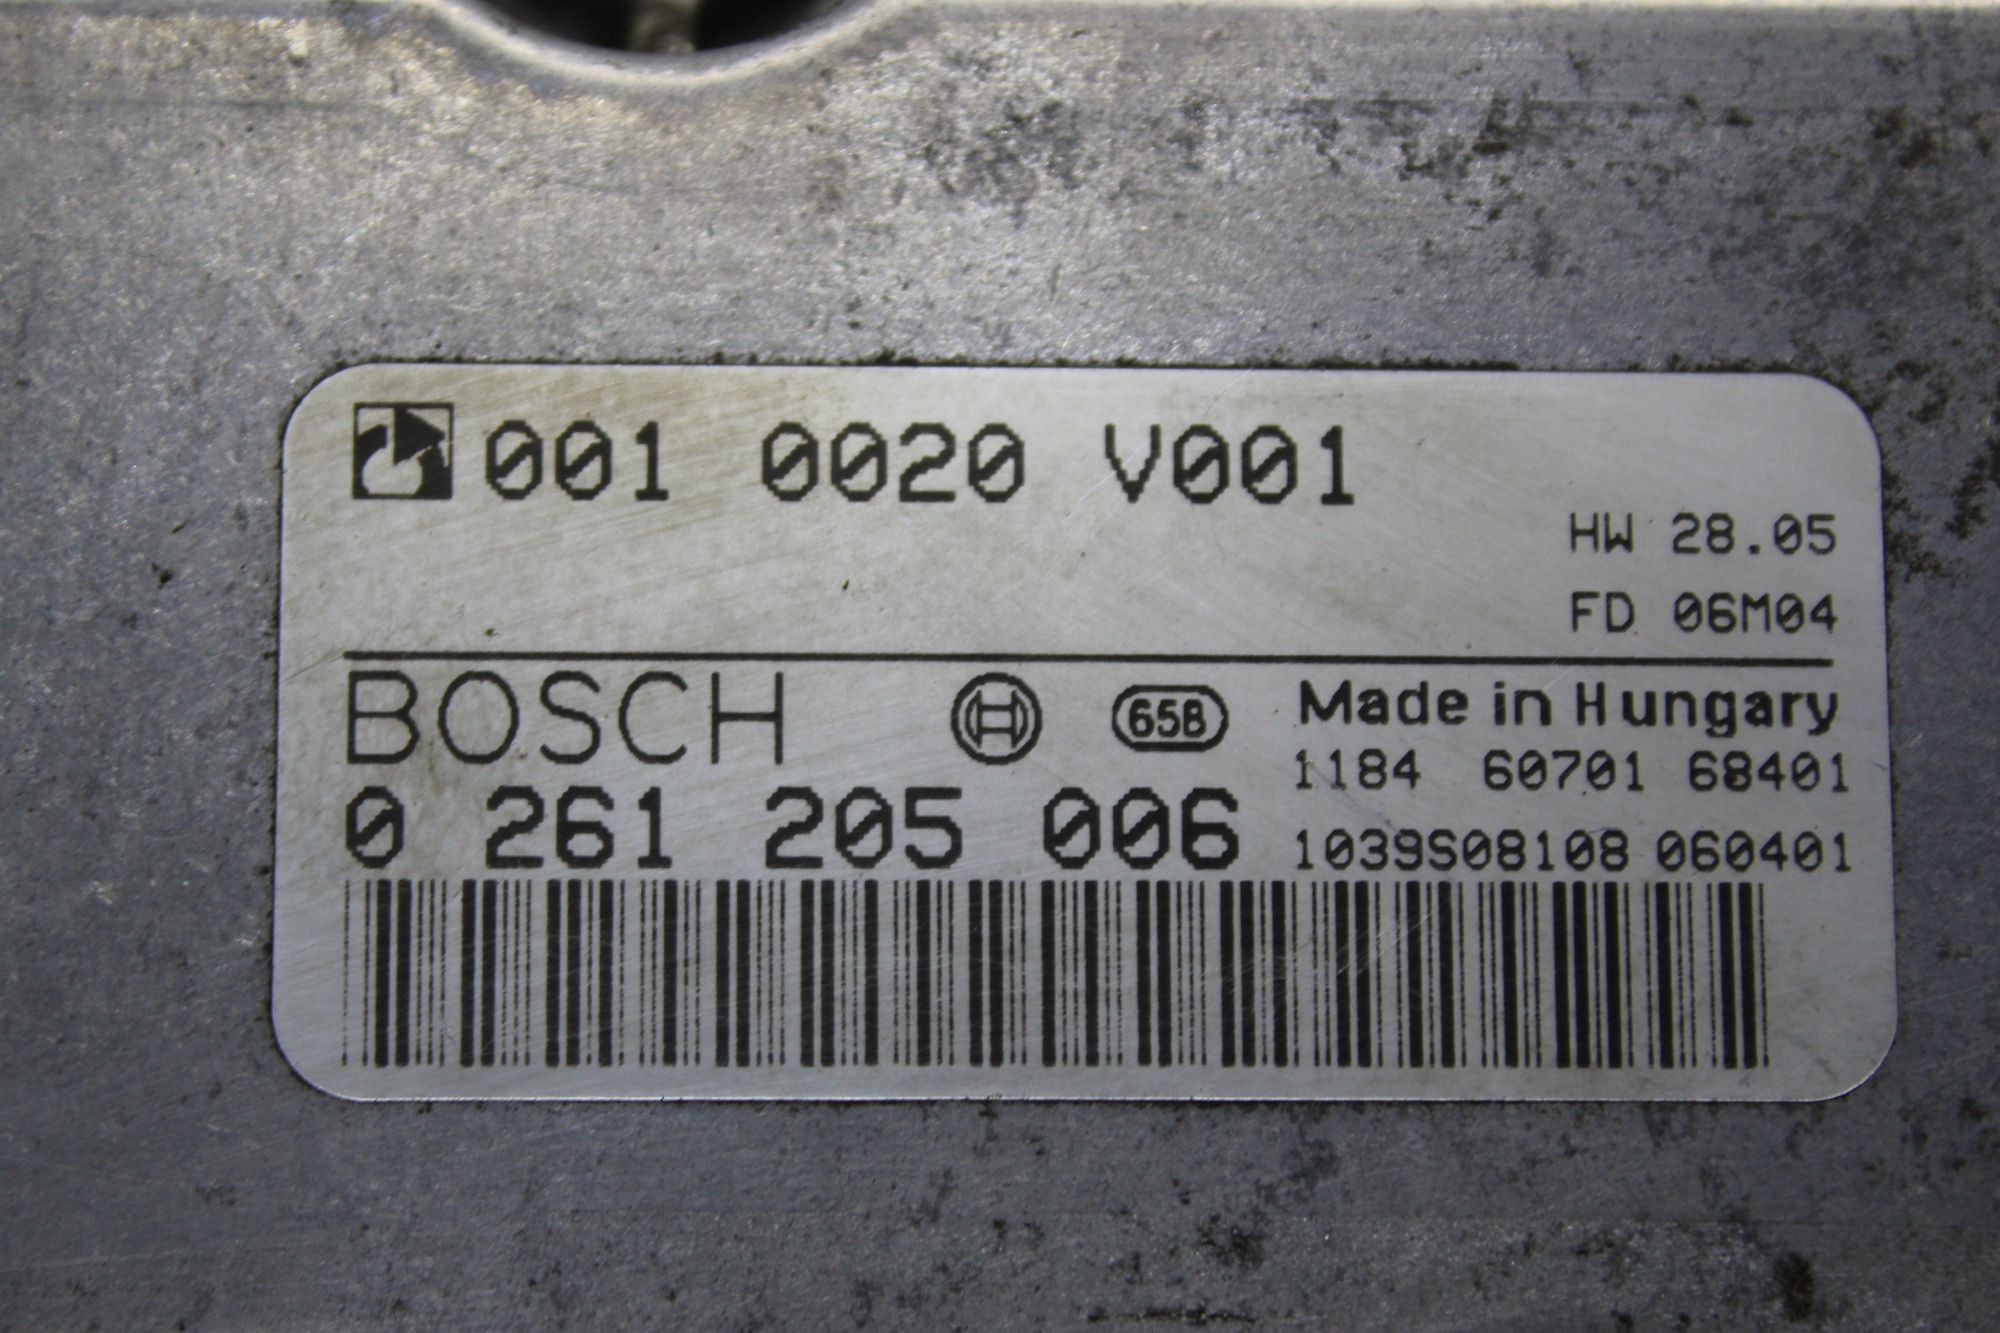 001 0020 V001
HW 28.05
FD 06M04
BOSCH 65B Made in Hungary
1184 60701 68401
0 261 205 006
1039S08108 060401